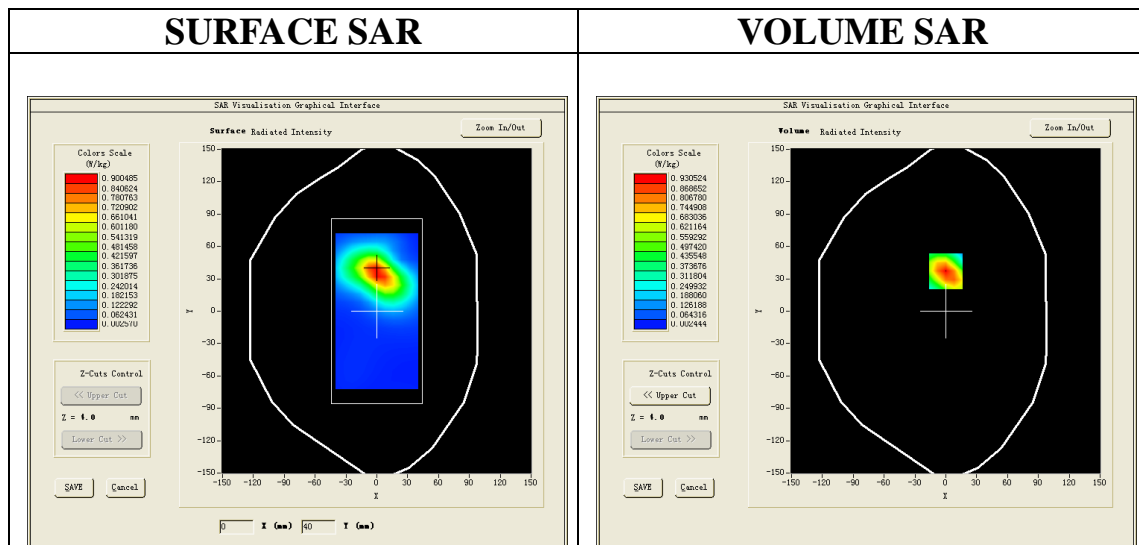 SURFACE SAR
VOLUME SAR
SAR Visualisation Graphical Interface
Surface Radiated Intensity
Zoom In/Out
Colors Scale
(W/kg)
0.900485
0.840624
0.780763
0.720902
0.661041
0.601180
0.541319
0.481458
0.421597
0.361736
0.301875
0.242014
0.182153
0.122292
0.062431
0.002570
150
120
90
60
30
0
-30
-60
-90
-120
-150
Y
-150 -120 -90 -60 -30 0 30 60 90 120 150
X
Z-Cuts Control
<< Upper Cut
Z = 4.0 mm
Lower Cut >>
SAVE Cancel
0 X (mm) 40 Y (mm)
SAR Visualisation Graphical Interface
Volume Radiated Intensity
Zoom In/Out
Colors Scale
(W/kg)
0.930524
0.868652
0.806780
0.744908
0.683036
0.621164
0.559292
0.497420
0.435548
0.373676
0.311804
0.249932
0.188060
0.126188
0.064316
0.002444
150
120
90
60
30
0
-30
-60
-90
-120
-150
Y
-150 -120 -90 -60 -30 0 30 60 90 120 150
X
Z-Cuts Control
<< Upper Cut
Z = 4.0 mm
Lower Cut >>
SAVE Cancel